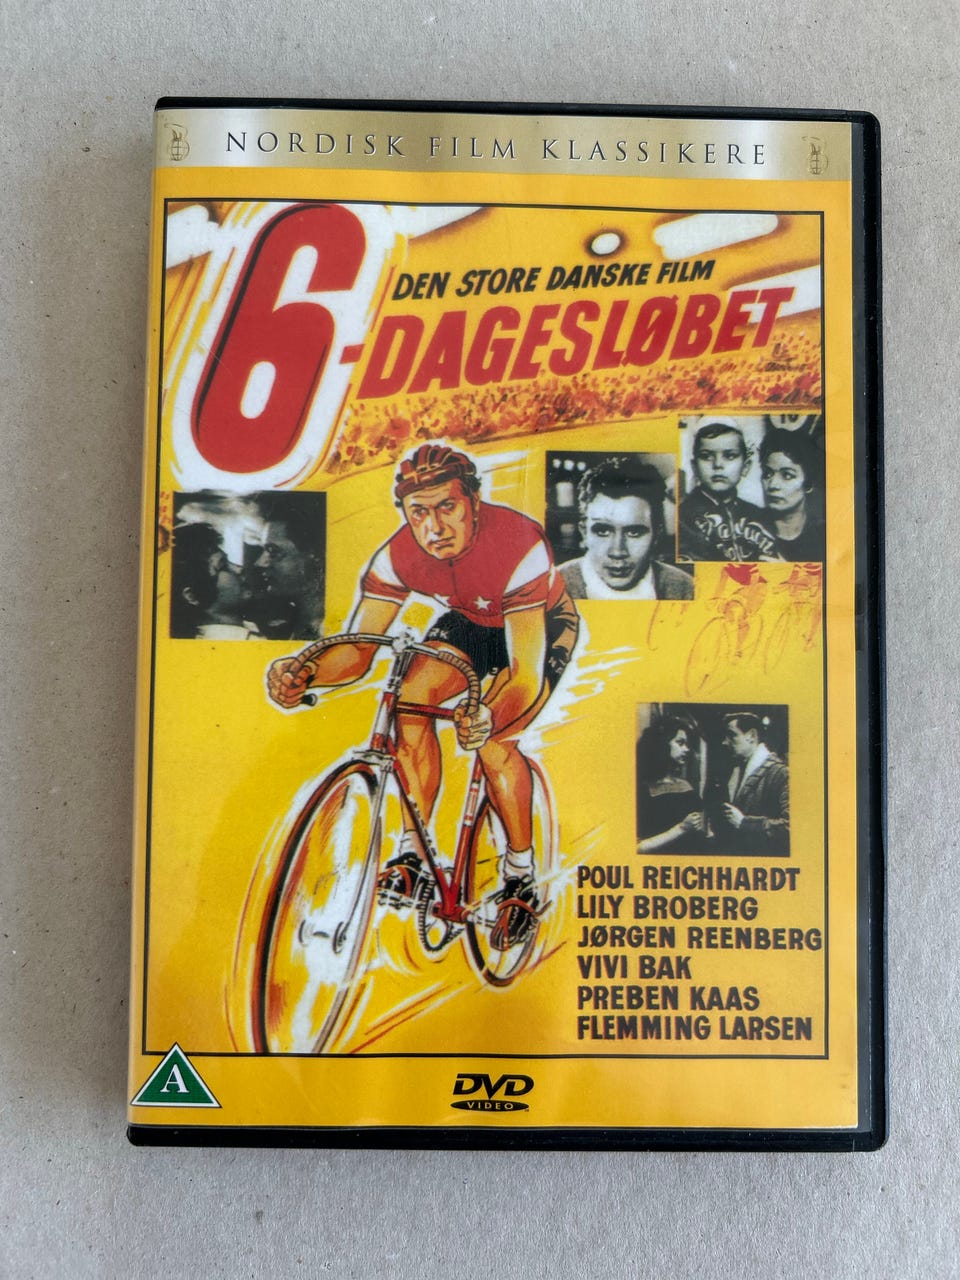 NORDISK FILM KLASSIKERE
DEN STORE DANSKE FILM
6-DAGESLØBET
POUL REICHHARDT
LILY BROBERG
JØRGEN REENBERG
VIVI BAK
PREBEN KAAS
FLEMMING LARSEN
A
DVD
VIDEO